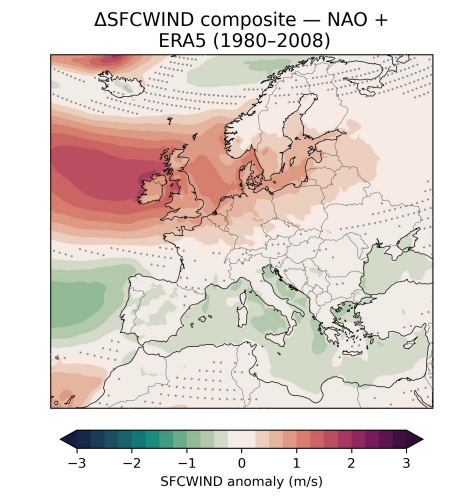 ΔSFCWIND composite — NAO +
ERA5 (1980–2008)
−3 −2 −1 0 1 2 3
SFCWIND anomaly (m/s)